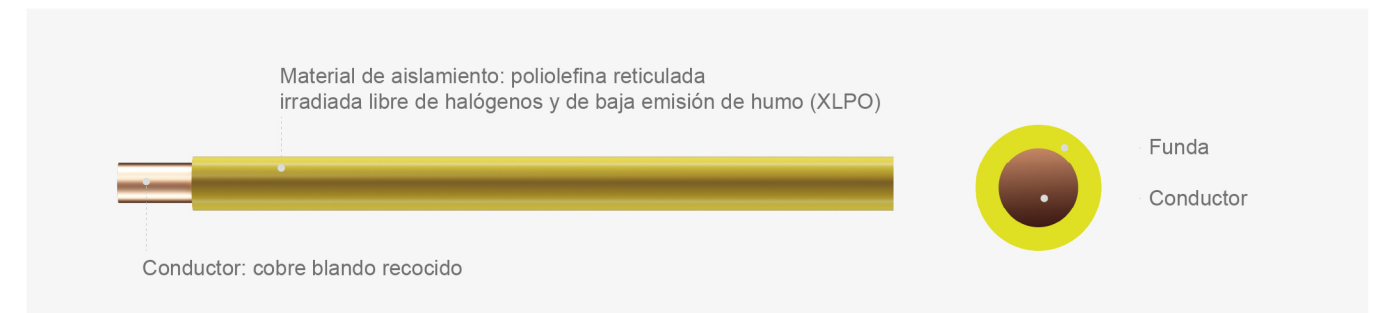 Material de aislamiento: poliolefina reticulada
irradiada libre de halógenos y de baja emisión de humo (XLPO)
Funda
Conductor
Conductor: cobre blando recocido